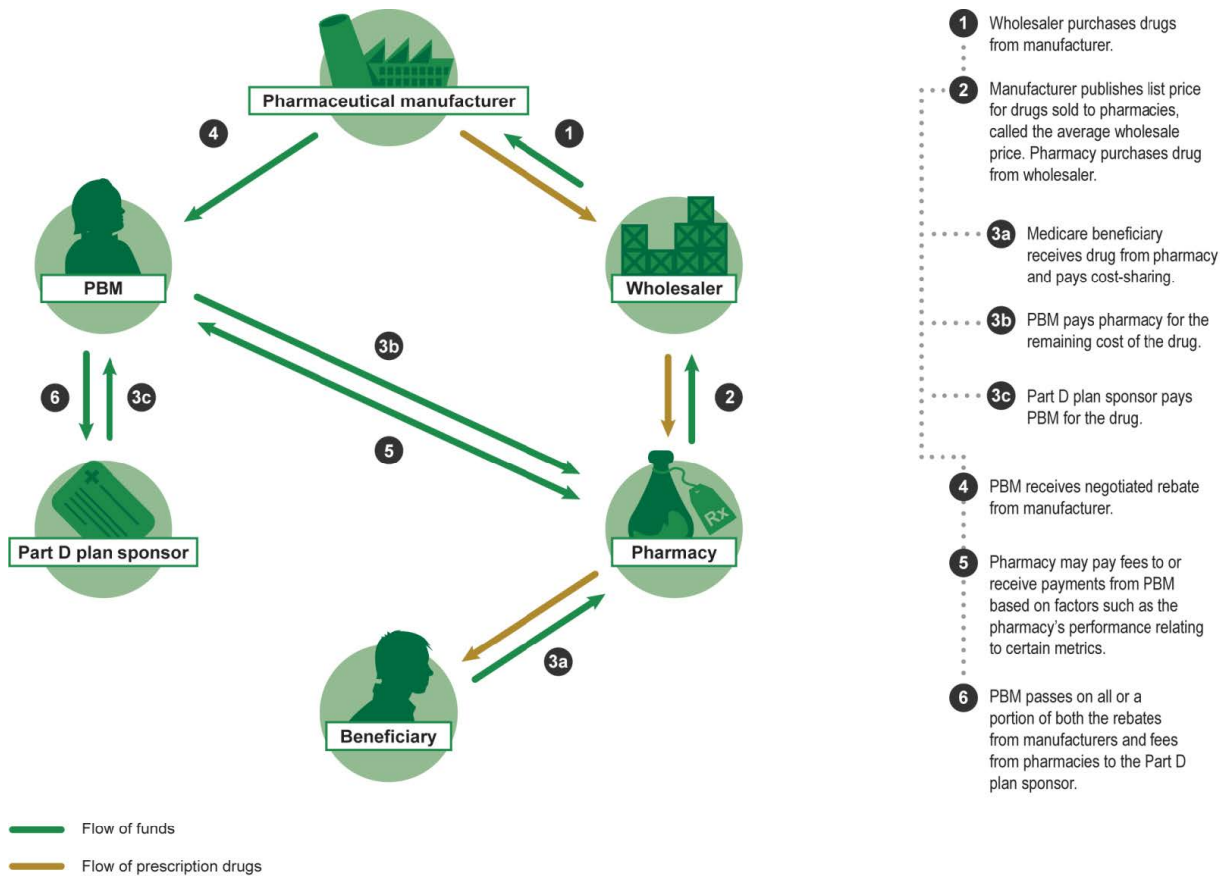 Pharmaceutical manufacturer
4
1
PBM
Wholesaler
3b
6
3c
2
5
Rx
Part D plan sponsor
Pharmacy
3a
Beneficiary
Flow of funds
Flow of prescription drugs
1 Wholesaler purchases drugs
from manufacturer.
2 Manufacturer publishes list price
for drugs sold to pharmacies,
called the average wholesale
price. Pharmacy purchases drug
from wholesaler.
3a Medicare beneficiary
receives drug from pharmacy
and pays cost-sharing.
3b PBM pays pharmacy for the
remaining cost of the drug.
3c Part D plan sponsor pays
PBM for the drug.
4 PBM receives negotiated rebate
from manufacturer.
5 Pharmacy may pay fees to or
receive payments from PBM
based on factors such as the
pharmacy's performance relating
to certain metrics.
6 PBM passes on all or a
portion of both the rebates
from manufacturers and fees
from pharmacies to the Part D
plan sponsor.